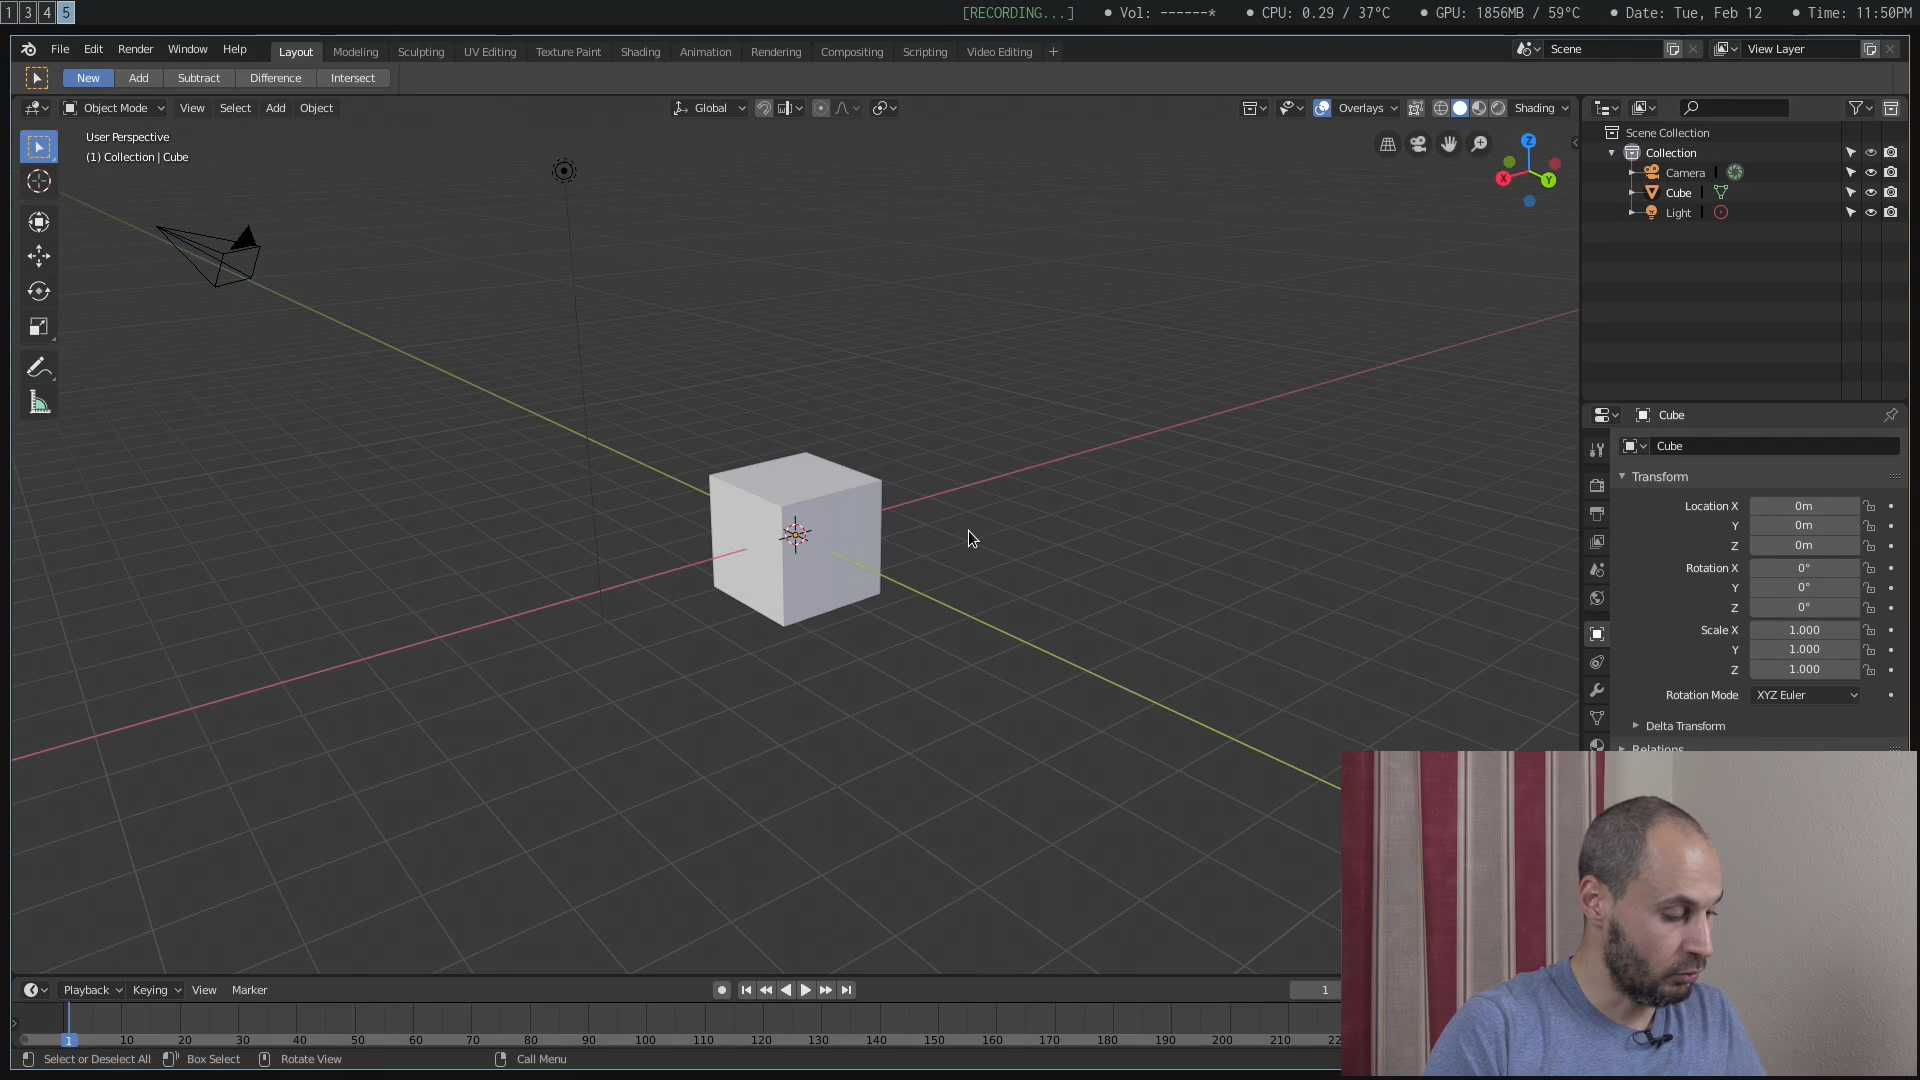 1 3 4 5 [RECORDING...] • Vol: ------* • CPU: 0.29 / 37°C • GPU: 1856MB / 59°C • Date: Tue, Feb 12 • Time: 11:50PM
File Edit Render Window Help Layout Modeling Sculpting UV Editing Texture Paint Shading Animation Rendering Compositing Scripting Video Editing + Scene View Layer
New Add Subtract Difference Intersect
Object Mode View Select Add Object Global Overlays Shading
User Perspective
(1) Collection | Cube
Z
X
Y
Scene Collection
Collection
Camera
Cube
Light
Cube
Cube
Transform
Location X 0m
Y 0m
Z 0m
Rotation X 0°
Y 0°
Z 0°
Scale X 1.000
Y 1.000
Z 1.000
Rotation Mode XYZ Euler
Delta Transform
Relations
Playback Keying View Marker 1
1 10 20 30 40 50 60 70 80 90 100 110 120 130 140 150 160 170 180 190 200 210
Select or Deselect All Box Select Rotate View Call Menu